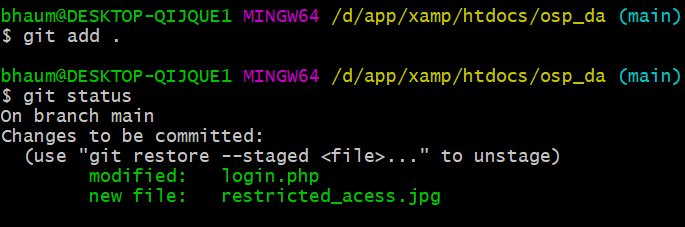 bhaum@DESKTOP-QIJQUE1 MINGW64 /d/app/xamp/htdocs/osp_da (main)
$ git add .
bhaum@DESKTOP-QIJQUE1 MINGW64 /d/app/xamp/htdocs/osp_da (main)
$ git status
On branch main
Changes to be committed:
  (use "git restore --staged <file>..." to unstage)
        modified:   login.php
        new file:   restricted_acess.jpg